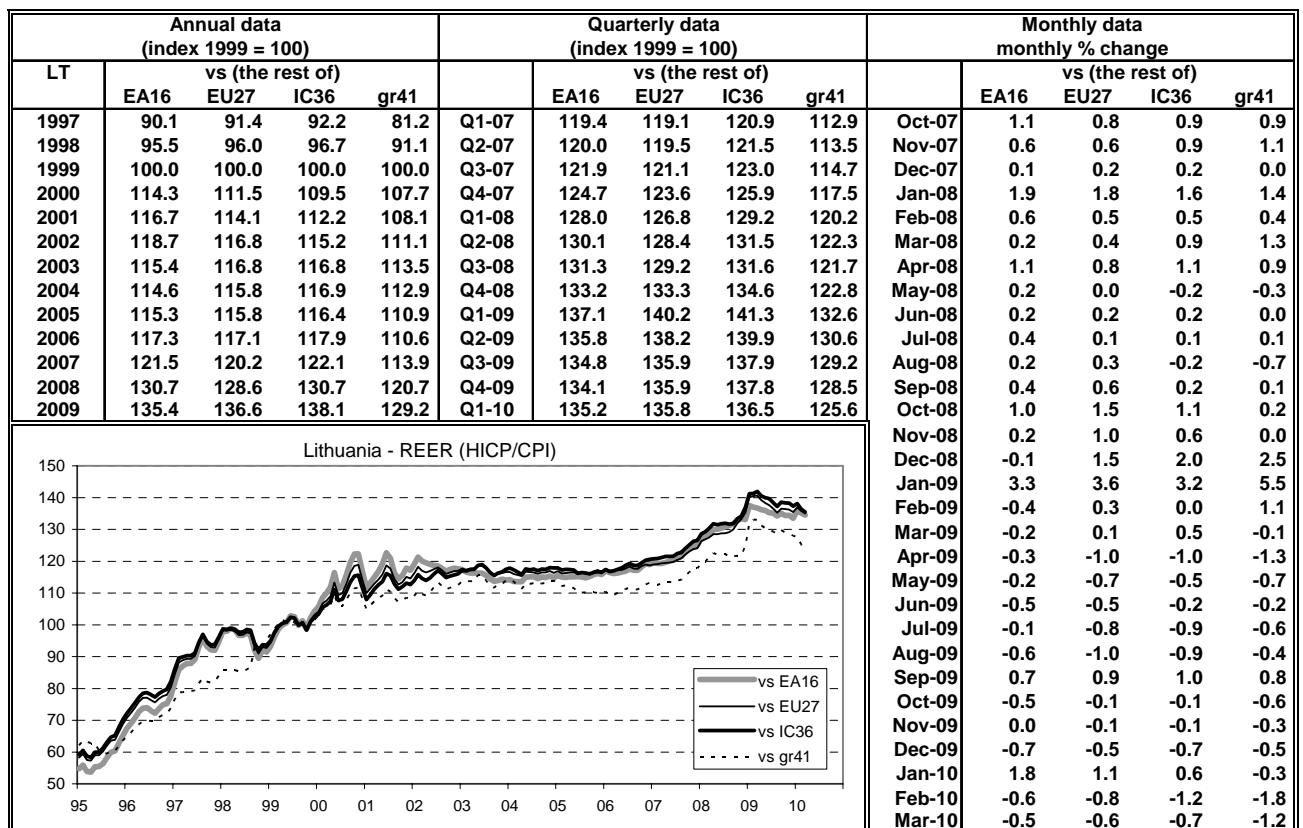 Annual data
(index 1999 = 100)
Quarterly data
(index 1999 = 100)
Monthly data
monthly % change
LT vs (the rest of) vs (the rest of) vs (the rest of)
EA16 EU27 IC36 gr41 EA16 EU27 IC36 gr41 EA16 EU27 IC36 gr41
1997 90.1 91.4 92.2 81.2 Q1-07 119.4 119.1 120.9 112.9 Oct-07 1.1 0.8 0.9 0.9
1998 95.5 96.0 96.7 91.1 Q2-07 120.0 119.5 121.5 113.5 Nov-07 0.6 0.6 0.9 1.1
1999 100.0 100.0 100.0 100.0 Q3-07 121.9 121.1 123.0 114.7 Dec-07 0.1 0.2 0.2 0.0
2000 114.3 111.5 109.5 107.7 Q4-07 124.7 123.6 125.9 117.5 Jan-08 1.9 1.8 1.6 1.4
2001 116.7 114.1 112.2 108.1 Q1-08 128.0 126.8 129.2 120.2 Feb-08 0.6 0.5 0.5 0.4
2002 118.7 116.8 115.2 111.1 Q2-08 130.1 128.4 131.5 122.3 Mar-08 0.2 0.4 0.9 1.3
2003 115.4 116.8 116.8 113.5 Q3-08 131.3 129.2 131.6 121.7 Apr-08 1.1 0.8 1.1 0.9
2004 114.6 115.8 116.9 112.9 Q4-08 133.2 133.3 134.6 122.8 May-08 0.2 0.0 -0.2 -0.3
2005 115.3 115.8 116.4 110.9 Q1-09 137.1 140.2 141.3 132.6 Jun-08 0.2 0.2 0.2 0.0
2006 117.3 117.1 117.9 110.6 Q2-09 135.8 138.2 139.9 130.6 Jul-08 0.4 0.1 0.1 0.1
2007 121.5 120.2 122.1 113.9 Q3-09 134.8 135.9 137.9 129.2 Aug-08 0.2 0.3 -0.2 -0.7
2008 130.7 128.6 130.7 120.7 Q4-09 134.1 135.9 137.8 128.5 Sep-08 0.4 0.6 0.2 0.1
2009 135.4 136.6 138.1 129.2 Q1-10 135.2 135.8 136.5 125.6 Oct-08 1.0 1.5 1.1 0.2
Nov-08 0.2 1.0 0.6 0.0
Dec-08 -0.1 1.5 2.0 2.5
Jan-09 3.3 3.6 3.2 5.5
Feb-09 -0.4 0.3 0.0 1.1
Mar-09 -0.2 0.1 0.5 -0.1
Apr-09 -0.3 -1.0 -1.0 -1.3
May-09 -0.2 -0.7 -0.5 -0.7
Jun-09 -0.5 -0.5 -0.2 -0.2
Jul-09 -0.1 -0.8 -0.9 -0.6
Aug-09 -0.6 -1.0 -0.9 -0.4
Sep-09 0.7 0.9 1.0 0.8
Oct-09 -0.5 -0.1 -0.1 -0.6
Nov-09 0.0 -0.1 -0.1 -0.3
Dec-09 -0.7 -0.5 -0.7 -0.5
Jan-10 1.8 1.1 0.6 -0.3
Feb-10 -0.6 -0.8 -1.2 -1.8
Mar-10 -0.5 -0.6 -0.7 -1.2
Lithuania - REER (HICP/CPI)
150
140
130
120
110
100
90
80
70
60
50
95 96 97 98 99 00 01 02 03 04 05 06 07 08 09 10
vs EA16
vs EU27
vs IC36
vs gr41